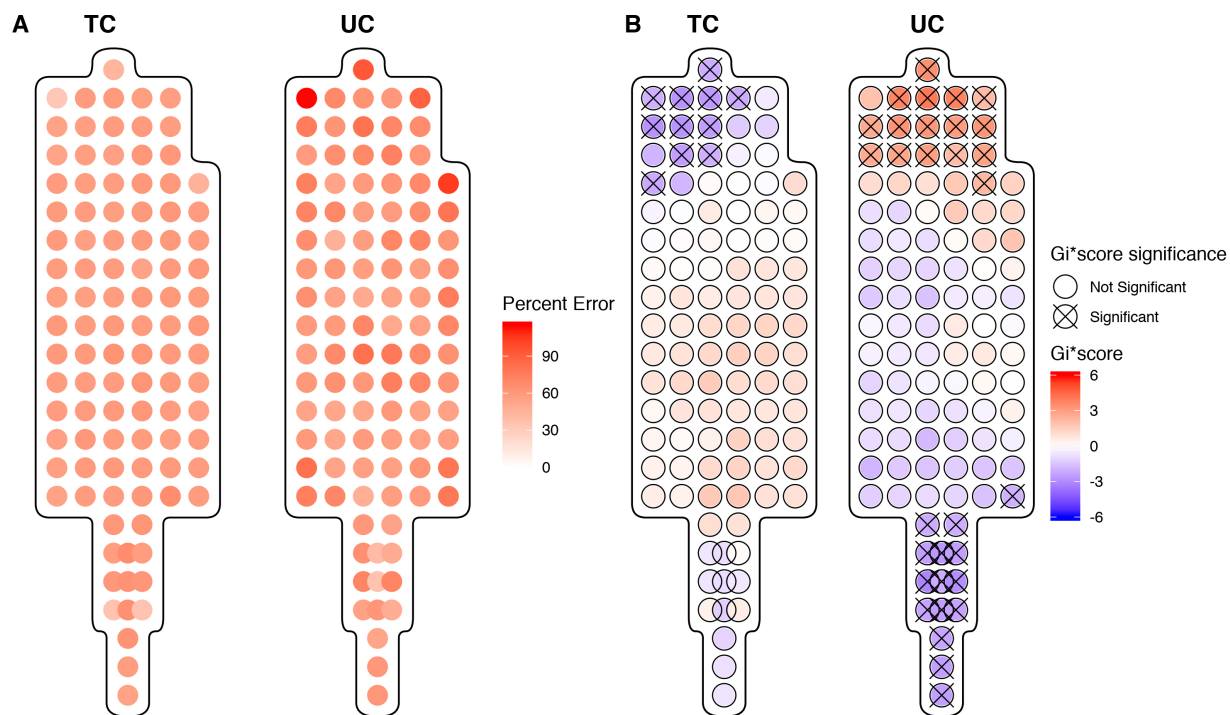 A
TC
UC
Percent Error
90
60
30
0
B
TC
UC
Gi*score significance
Not Significant
Significant
Gi*score
6
3
0
-3
-6